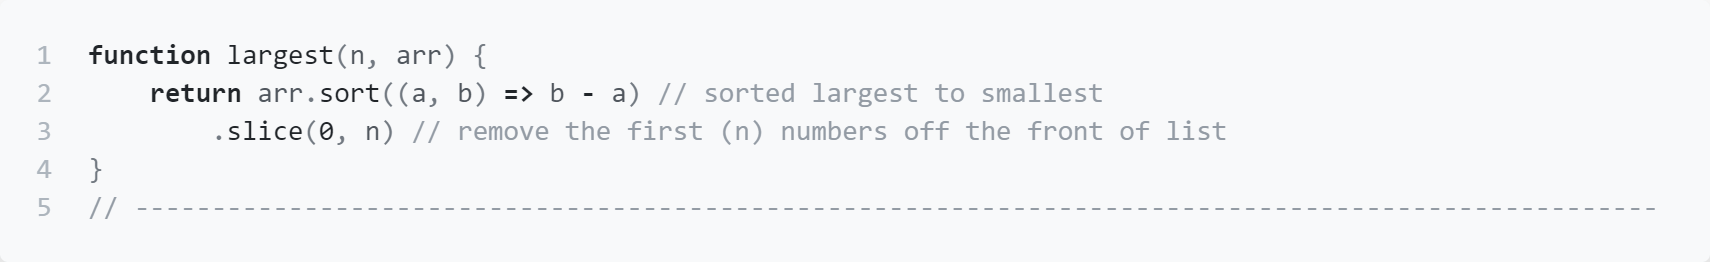 1 function largest(n, arr) {
2     return arr.sort((a, b) => b - a) // sorted largest to smallest
3         .slice(0, n) // remove the first (n) numbers off the front of list
4 }
5 // ---------------------------------------------------------------------------------------------------